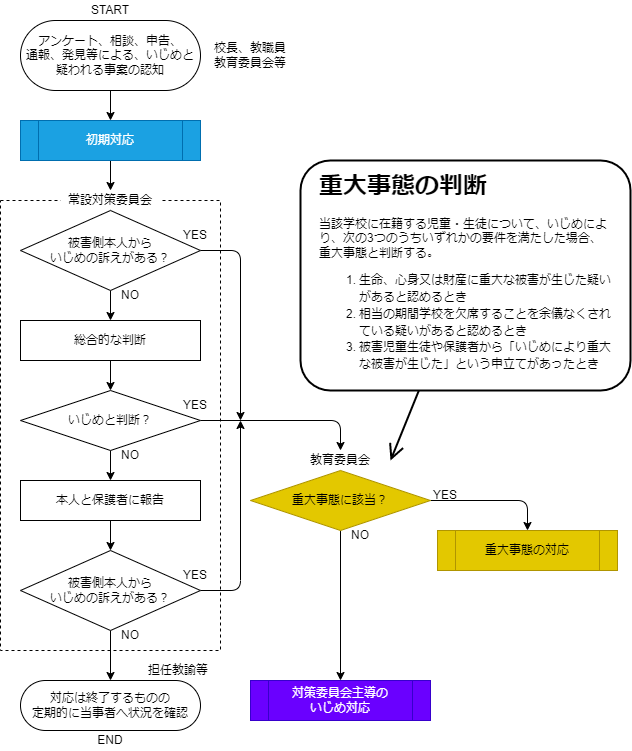 START
アンケート、相談、申告、
通報、発見等による、いじめと
疑われる事案の認知
校長、教職員
教育委員会等
初期対応
常設対策委員会
被害側本人から
いじめの訴えがある？
YES
NO
総合的な判断
いじめと判断？
YES
NO
本人と保護者に報告
被害側本人から
いじめの訴えがある？
YES
NO
担任教諭等
対応は終了するものの
定期的に当事者へ状況を確認
END
重大事態の判断
当該学校に在籍する児童・生徒について、いじめによ
り、次の3つのうちいずれかの要件を満たした場合、
重大事態と判断する。
1. 生命、心身又は財産に重大な被害が生じた疑い
があると認めるとき
2. 相当の期間学校を欠席することを余儀なくされ
ている疑いがあると認めるとき
3. 被害児童生徒や保護者から「いじめにより重大
な被害が生じた」という申立てがあったとき
教育委員会
重大事態に該当？
YES
NO
重大事態の対応
対策委員会主導の
いじめ対応